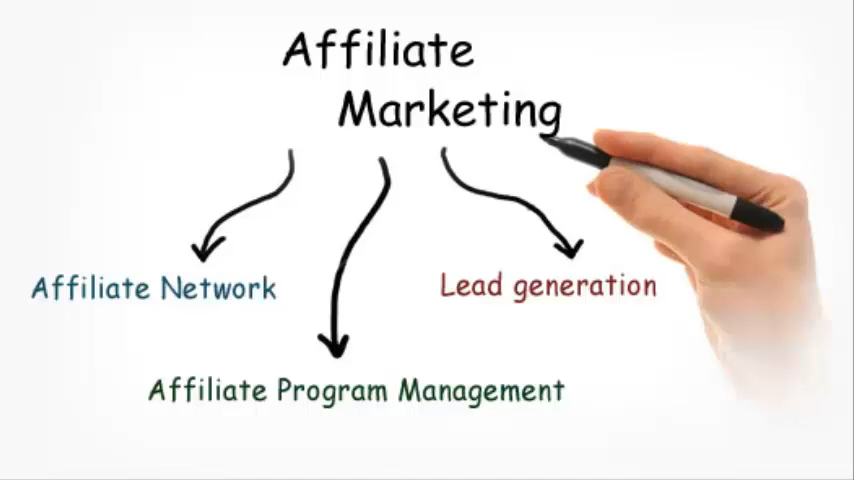 Affiliate
Marketing
Affiliate Network
Lead generation
Affiliate Program Management